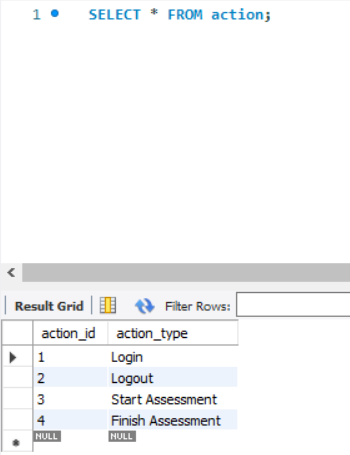 1 SELECT * FROM action;
Result Grid Filter Rows:
action_id action_type
1 Login
2 Logout
3 Start Assessment
4 Finish Assessment
NULL NULL